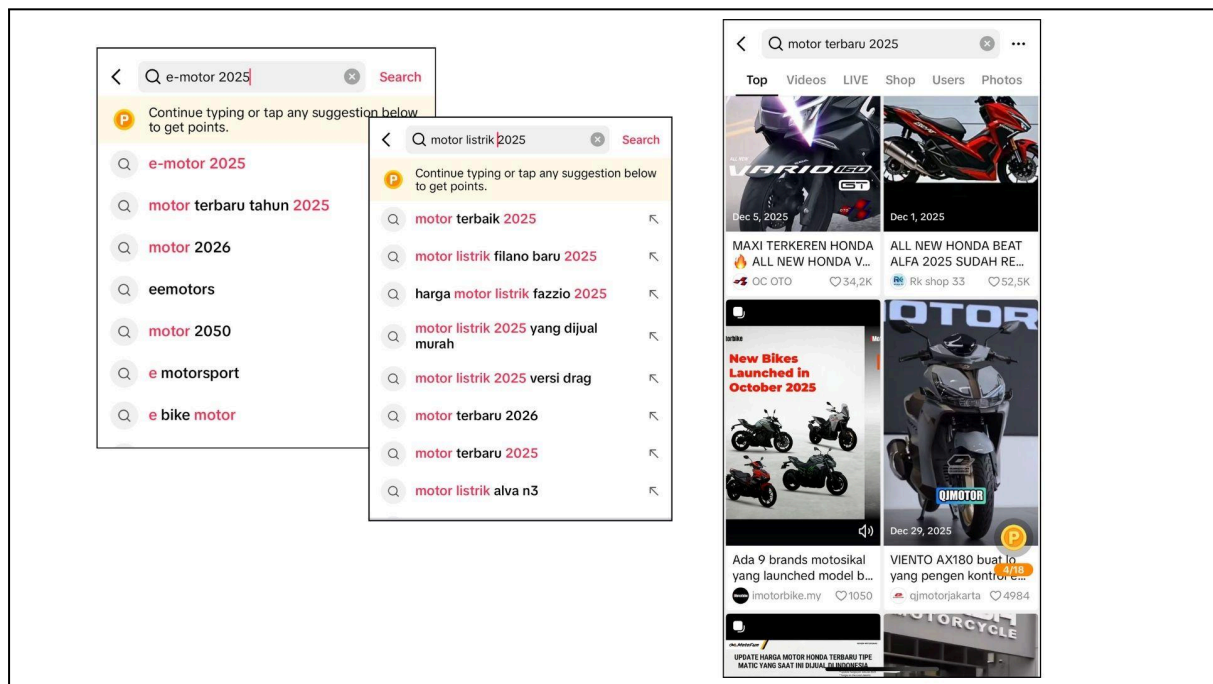 e-motor 2025
Search
Continue typing or tap any suggestion below
to get points.
e-motor 2025
motor terbaru tahun 2025
motor 2026
eemotors
motor 2050
e motorsport
e bike motor
motor listrik 2025
Search
Continue typing or tap any suggestion below
to get points.
motor terbaik 2025
motor listrik filano baru 2025
harga motor listrik fazzio 2025
motor listrik 2025 yang dijual
murah
motor listrik 2025 versi drag
motor terbaru 2026
motor terbaru 2025
motor listrik alva n3
motor terbaru 2025
Top Videos LIVE Shop Users Photos
VARIO 160
GT
Dec 5, 2025
MAXI TERKEREN HONDA
🔥 ALL NEW HONDA V...
OC OTO 34,2K
Dec 1, 2025
ALL NEW HONDA BEAT
ALFA 2025 SUDAH RE...
Rk shop 33 52,5K
New Bikes
Launched in
October 2025
Ada 9 brands motosikal
yang launched model b...
imotorbike.my 1050
MOTOR
QJMOTOR
Dec 29, 2025
P
4/18
VIENTO AX180 buat lo
yang pengen kontrol e...
qjmotorjakarta 4984
UPDATE HARGA MOTOR HONDA TERBARU TIPE
MATIC YANG SAAT INI DIJUAL DI INDONESIA
MOTORCYCLE